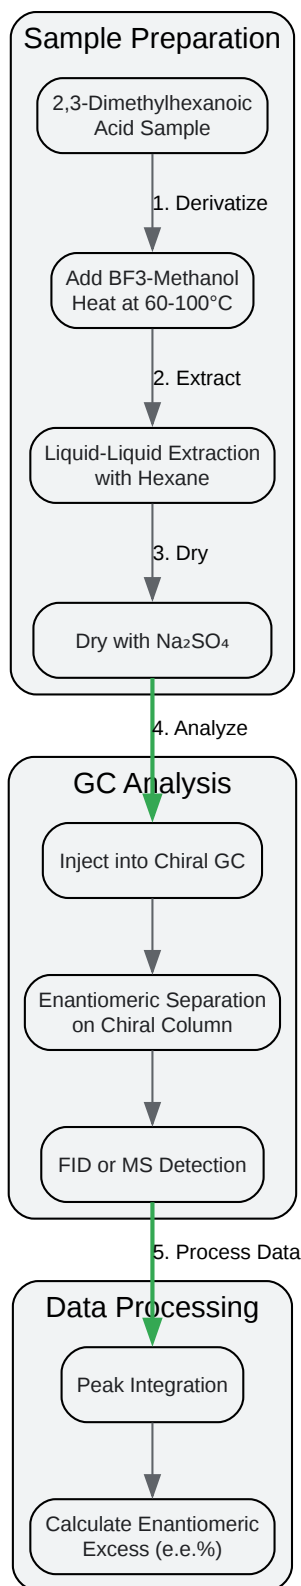 Sample Preparation
2,3-Dimethylhexanoic
Acid Sample
1. Derivatize
Add BF3-Methanol
Heat at 60-100°C
2. Extract
Liquid-Liquid Extraction
with Hexane
3. Dry
Dry with Na₂SO₄
4. Analyze
GC Analysis
Inject into Chiral GC
Enantiomeric Separation
on Chiral Column
FID or MS Detection
5. Process Data
Data Processing
Peak Integration
Calculate Enantiomeric
Excess (e.e.%)